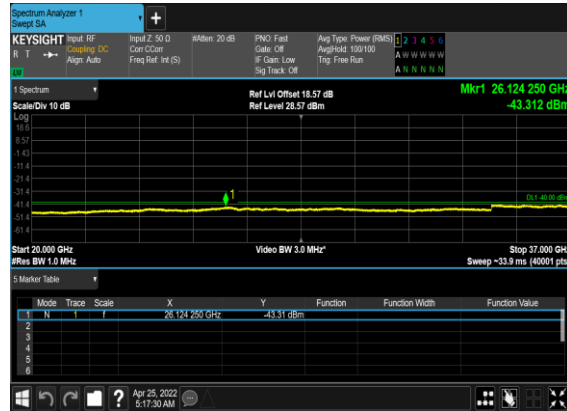 Spectrum Analyzer 1
Swept SA
+
KEYSIGHT Input: RF Input Z: 50 Ω #Atten: 20 dB PNO: Fast Avg Type: Power (RMS) 1 2 3 4 5 6
R T Coupling: DC Corr CCorr Gate: Off Avg|Hold: 100/100 A W W W W W
Align: Auto Freq Ref: Int (S) IF Gain: Low Trig: Free Run
Sig Track: Off A N N N N N
1 Spectrum Ref Lvl Offset 18.57 dB Mkr1 26.124 250 GHz
Scale/Div 10 dB Ref Level 28.57 dBm -43.312 dBm
Log
18.6
8.57
-1.43
-11.4
-21.4
-31.4
1
DL1 -40.00 dBm
-41.4
-51.4
-61.4
Start 20.000 GHz Video BW 3.0 MHz* Stop 37.000 GHz
#Res BW 1.0 MHz Sweep ~33.9 ms (40001 pts)
5 Marker Table
Mode Trace Scale X Y Function Function Width Function Value
1 N 1 f 26.124 250 GHz -43.31 dBm
2
3
4
5
6
? Apr 25, 2022
5:17:30 AM